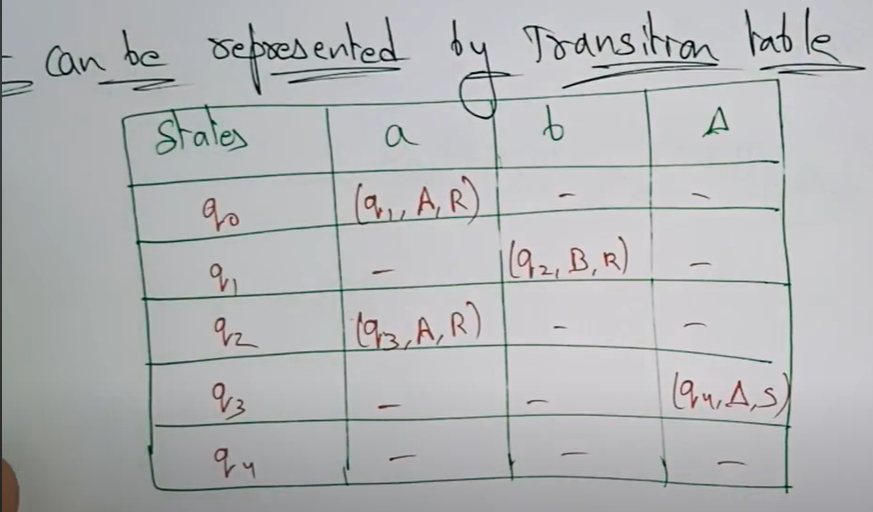 - can be represented by Transition table
States a b Δ
q0 (q1, A, R) - -
q1 - (q2, B, R) -
q2 (q3, A, R) - -
q3 - - (q4, Δ, S)
q4 - - -